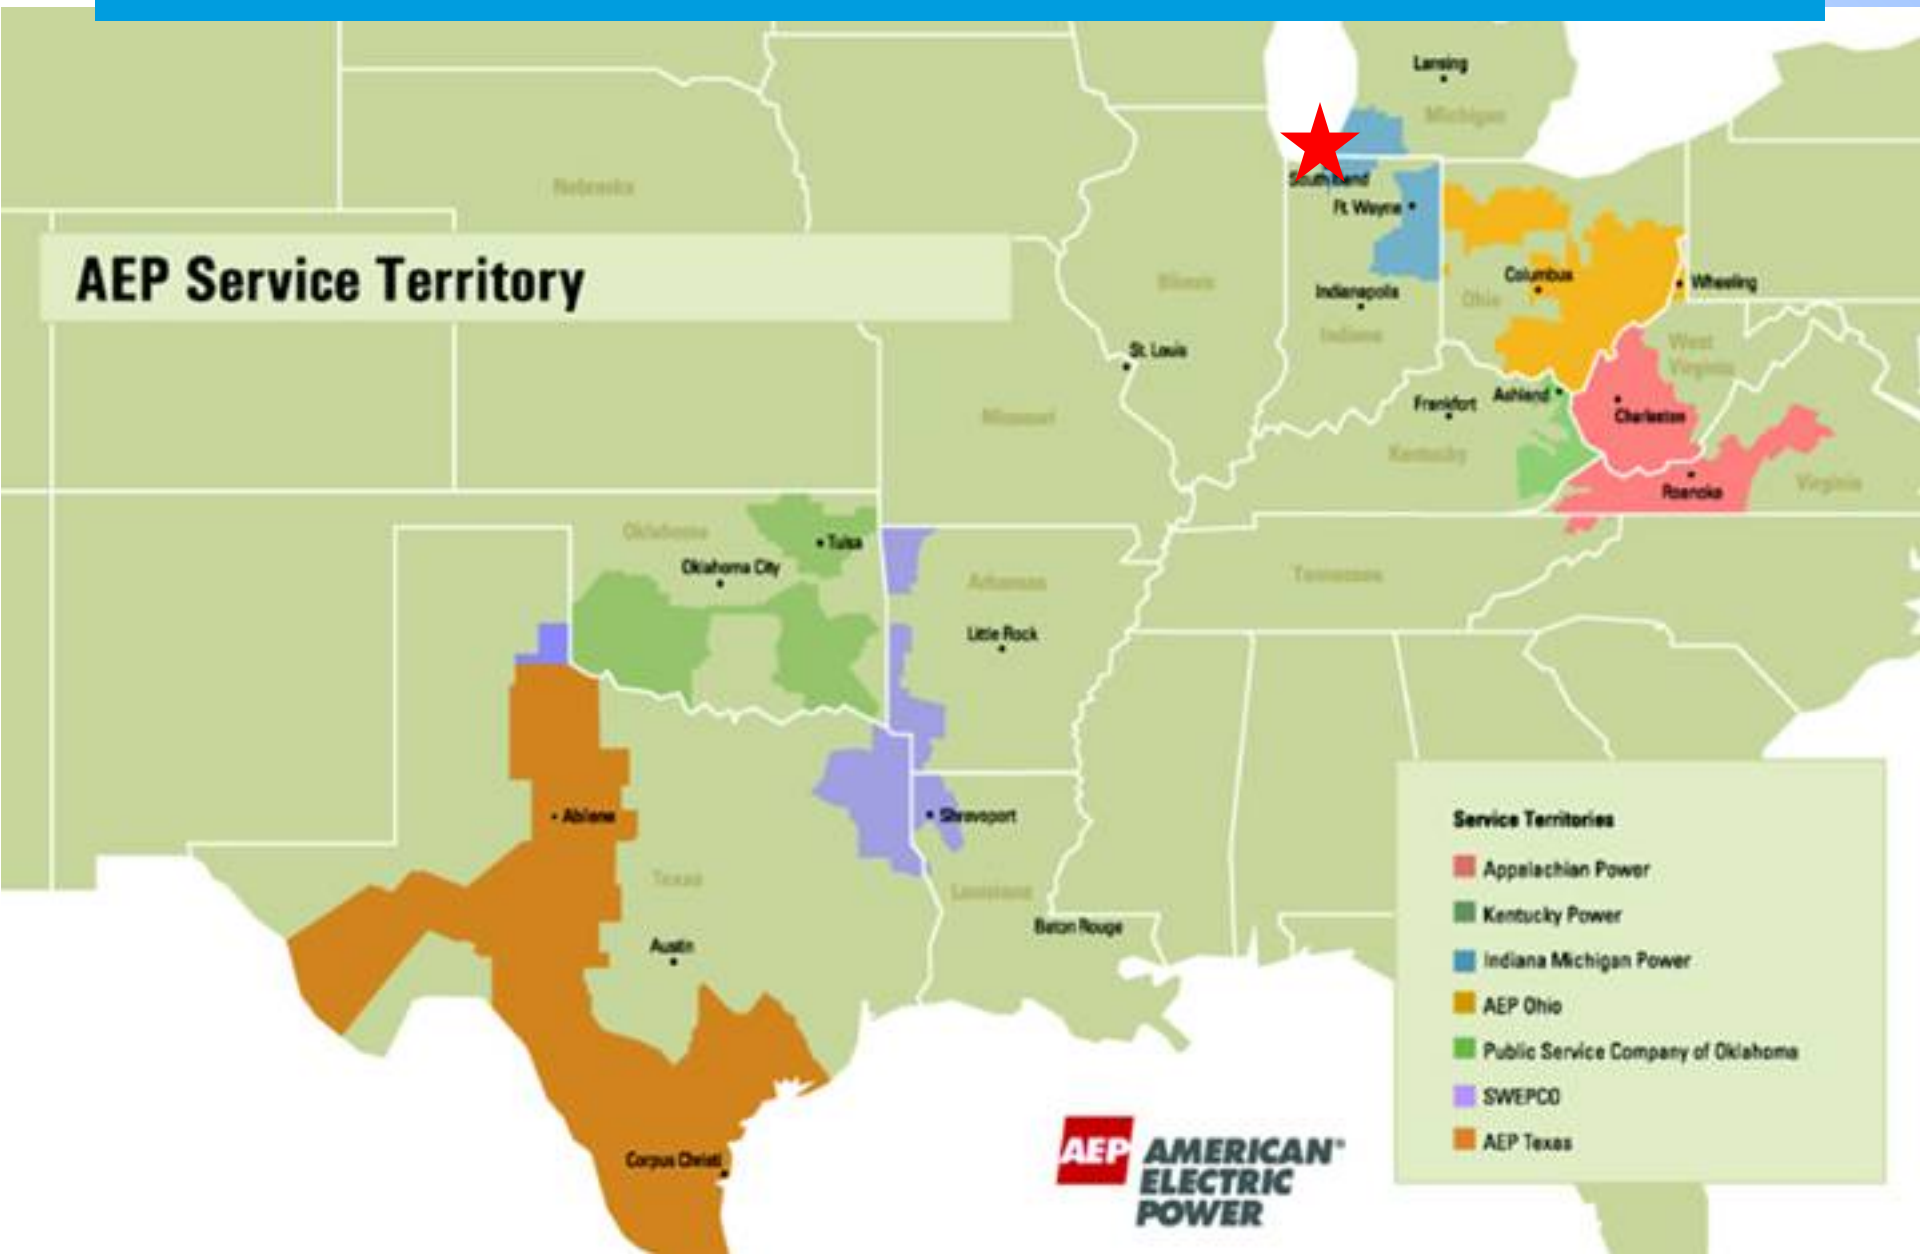 Lansing
Michigan
Nebraska
South Bend
Ft. Wayne
AEP Service Territory
Columbus
Wheeling
Illinois
Indianapolis
Ohio
Indiana
West
Virginia
St. Louis
Ashland
Frankfort
Charleston
Missouri
Kentucky
Roanoke
Virginia
Oklahoma
Tulsa
Oklahoma City
Arkansas
Tennessee
Little Rock
Abilene
Shreveport
Texas
Louisiana
Baton Rouge
Austin
Corpus Christi
Service Territories
Appalachian Power
Kentucky Power
Indiana Michigan Power
AEP Ohio
Public Service Company of Oklahoma
SWEPCO
AEP Texas
AEP AMERICAN®
ELECTRIC
POWER